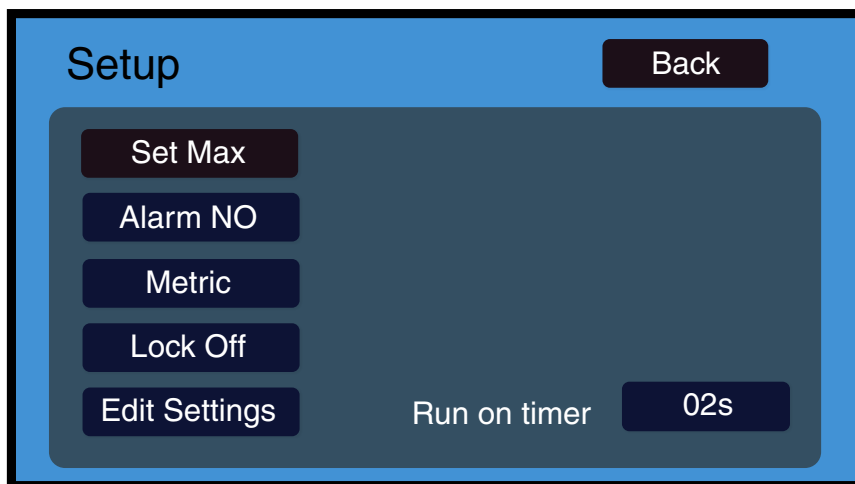 Setup
Back
Set Max
Alarm NO
Metric
Lock Off
Edit Settings
Run on timer
02s